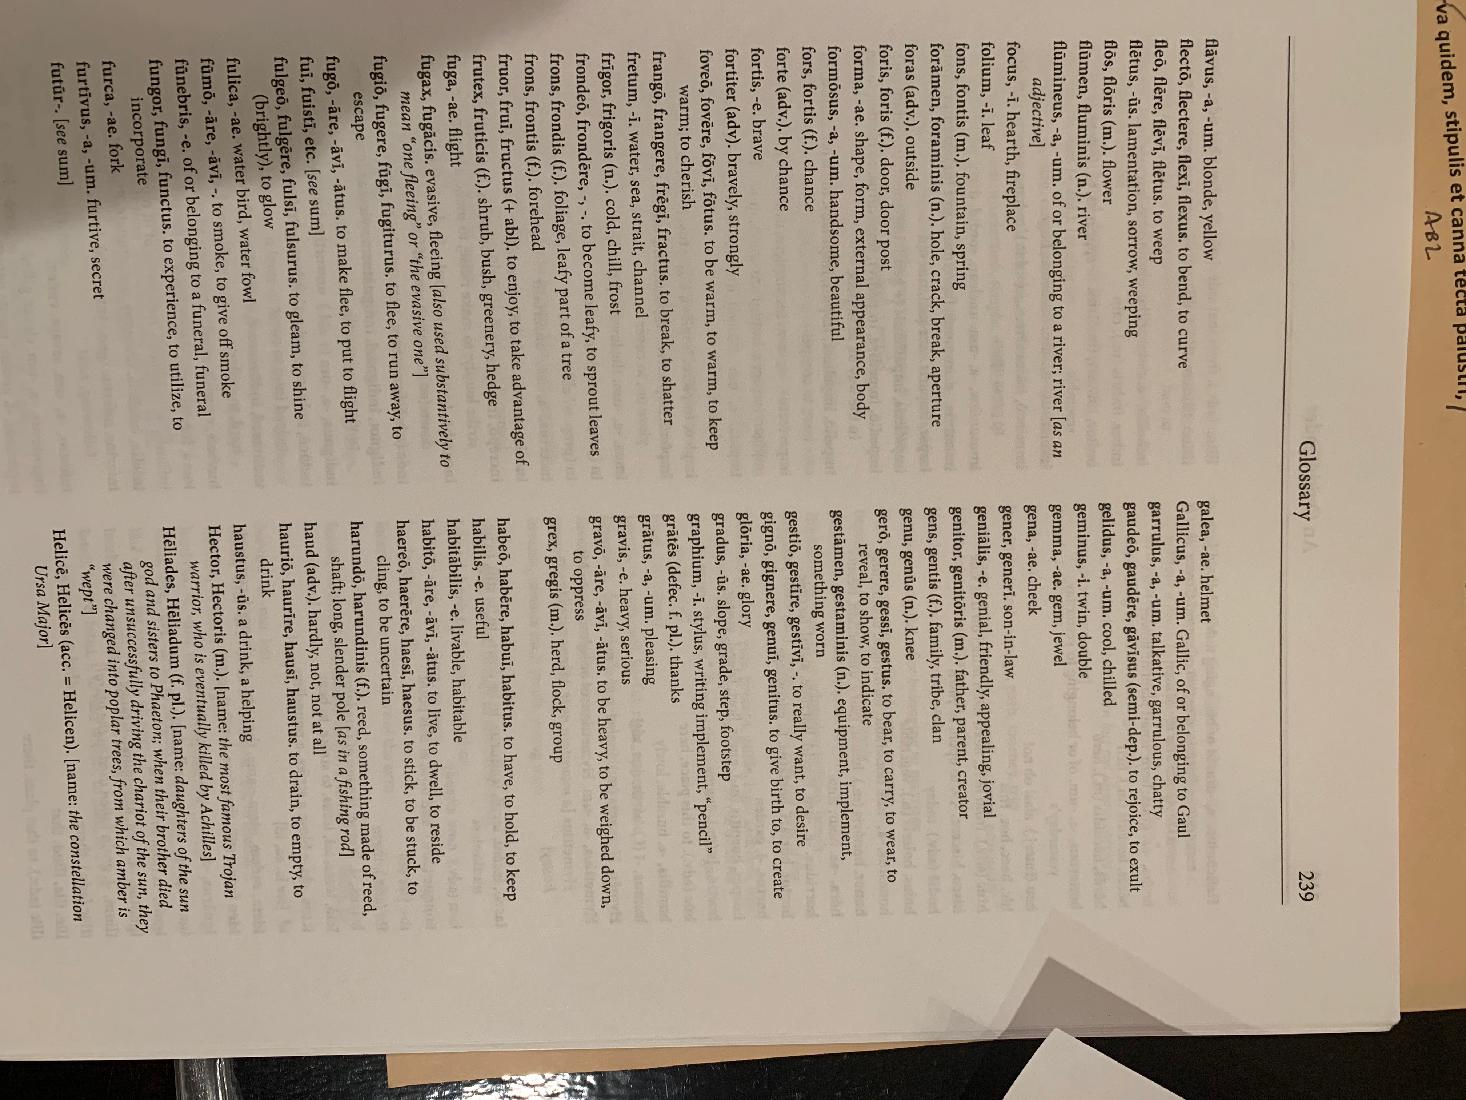 va quidem, stipulis et canna tecta palustri,
AB2
Glossary 239
flāvus, -a, -um. blonde, yellow
flectō, flectere, flexī, flexus. to bend, to curve
fleō, flēre, flēvī, flētus. to weep
flētus, -ūs. lamentation, sorrow, weeping
flōs, flōris (m.). flower
flūmen, flūminis (n.). river
flūmineus, -a, -um. of or belonging to a river; river [as an
adjective]
focus, -ī. hearth, fireplace
folium, -ī. leaf
fons, fontis (m.). fountain, spring
forāmen, forāminis (n.). hole, crack, break, aperture
foras (adv.). outside
foris, foris (f.). door, door post
forma, -ae. shape, form, external appearance, body
formōsus, -a, -um. handsome, beautiful
fors, fortis (f.). chance
forte (adv.). by chance
fortis, -e. brave
fortiter (adv). bravely, strongly
foveō, fovēre, fōvī, fōtus. to be warm, to warm, to keep
warm; to cherish
frangō, frangere, frēgī, fractus. to break, to shatter
fretum, -ī. water, sea, strait, channel
frīgor, frīgoris (n.). cold, chill, frost
frondeō, frondēre, -, -. to become leafy, to sprout leaves
frons, frondis (f.). foliage, leafy part of a tree
frons, frontis (f.). forehead
fruor, fruī, fructus (+ abl), to enjoy, to take advantage of
frutex, fruticis (f.). shrub, bush, greenery, hedge
fuga, -ae. flight
fugax, fugācis. evasive, fleeing [also used substantively to
mean “one fleeing” or “the evasive one”]
fugiō, fugere, fūgī, fugiturus. to flee, to run away, to
escape
fugō, -āre, -āvī, -ātus. to make flee, to put to flight
fuī, fuistī, etc. [see sum]
fulgeō, fulgēre, fulsī, fulsurus. to gleam, to shine
(brightly), to glow
fulica, -ae. water bird, water fowl
fūmō, -āre, -āvī, -. to smoke, to give off smoke
fūnebris, -e. of or belonging to a funeral, funeral
fungor, fungī, functus. to experience, to utilize, to
incorporate
furca, -ae. fork
furtīvus, -a, -um. furtive, secret
futūr-. [see sum]
galea, -ae. helmet
Gallicus, -a, -um. Gallic, of or belonging to Gaul
garrulus, -a, -um. talkative, garrulous, chatty
gaudeō, gaudēre, gāvīsus (semi-dep). to rejoice, to exult
gelidus, -a, -um. cool, chilled
geminus, -ī. twin, double
gemma, -ae, gem, jewel
gena, -ae. cheek
gener, generī. son-in-law
geniālis, -e. genial, friendly, appealing, jovial
genitor, genitōris (m.). father, parent, creator
gens, gentis (f.). family, tribe, clan
genu, genūs (n.). knee
gerō, gerere, gessī, gestus. to bear, to carry, to wear, to
reveal, to show, to indicate
gestāmen, gestaminis (n.). equipment, implement,
something worn
gestiō, gestīre, gestīvī, -. to really want, to desire
gignō, gignere, genuī, genitus. to give birth to, to create
glōria, -ae. glory
gradus, -ūs. slope, grade, step, footstep
graphium, -ī. stylus, writing implement, “pencil”
grātēs (defec. f. pl.). thanks
grātus, -a, -um. pleasing
gravis, -e. heavy, serious
gravō, -āre, -āvī, -ātus. to be heavy, to be weighed down,
to oppress
grex, gregis (m.). herd, flock, group
habeō, habēre, habuī, habitus. to have, to hold, to keep
habilis, -e. useful
habitābilis, -e. livable, habitable
habitō, -āre, -āvī, -ātus. to live, to dwell, to reside
haereō, haerēre, haesī, haesus. to stick, to be stuck, to
cling, to be uncertain
harundō, harundinis (f.). reed, something made of reed,
shaft; long, slender pole [as in a fishing rod]
haud (adv.). hardly, not, not at all
hauriō, haurīre, hausī, haustus. to drain, to empty, to
drink
haustus, -ūs. a drink, a helping
Hector, Hectoris (m.). [name: the most famous Trojan
warrior, who is eventually killed by Achilles]
Hēliades, Hēliadum (f. pl.). [name: daughters of the sun
god and sisters to Phaeton; when their brother died
after unsuccessfully driving the chariot of the sun, they
were changed into poplar trees, from which amber is
“wept”]
Helicē, Helicēs (acc. = Helicen). [name: the constellation
Ursa Major]